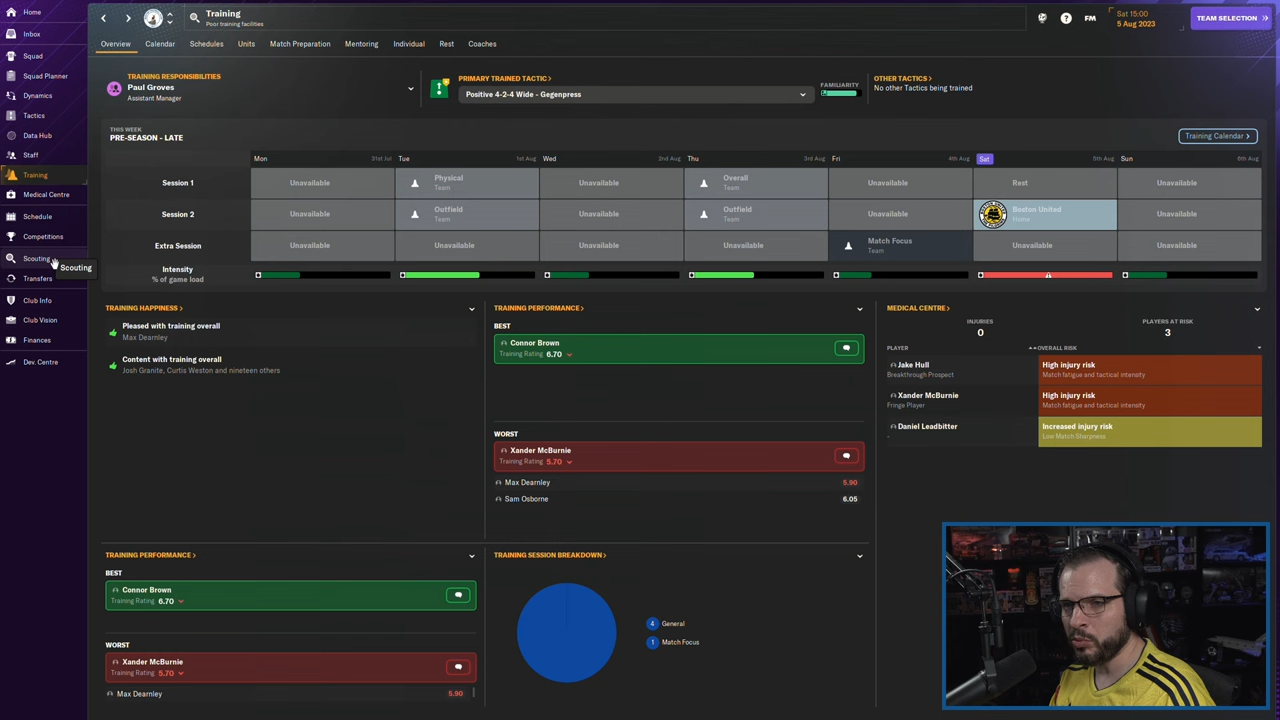 Home
Inbox
Squad
Squad Planner
Dynamics
Tactics
Data Hub
Staff
Training
Medical Centre
Schedule
Competitions
Scouting
Scouting
Transfers
Club Info
Club Vision
Finances
Dev. Centre
Training
Poor training facilities
FM
Sat 15:00
5 Aug 2023
TEAM SELECTION
Overview
Calendar
Schedules
Units
Match Preparation
Mentoring
Individual
Rest
Coaches
TRAINING RESPONSIBILITIES
Paul Groves
Assistant Manager
PRIMARY TRAINED TACTIC >
Positive 4-2-4 Wide - Gegenpress
FAMILIARITY
OTHER TACTICS >
No other Tactics being trained
THIS WEEK
PRE-SEASON - LATE
Training Calendar >
Mon 31st Jul
Tue 1st Aug
Wed 2nd Aug
Thu 3rd Aug
Fri 4th Aug
Sat 5th Aug
Sun 6th Aug
Session 1
Unavailable
Physical
Team
Unavailable
Overall
Team
Unavailable
Rest
Unavailable
Session 2
Unavailable
Outfield
Team
Unavailable
Outfield
Team
Unavailable
Boston United
Home
Unavailable
Extra Session
Unavailable
Unavailable
Unavailable
Unavailable
Match Focus
Team
Unavailable
Unavailable
Intensity
% of game load
TRAINING HAPPINESS >
Pleased with training overall
Max Dearnley
Content with training overall
Josh Granite, Curtis Weston and nineteen others
TRAINING PERFORMANCE >
BEST
Connor Brown
Training Rating 6.70
WORST
Xander McBurnie
Training Rating 5.70
Max Dearnley 5.90
Sam Osborne 6.05
MEDICAL CENTRE >
INJURIES
0
PLAYERS AT RISK
3
PLAYER
OVERALL RISK
Jake Hull
Breakthrough Prospect
High injury risk
Match fatigue and tactical intensity
Xander McBurnie
Fringe Player
High injury risk
Match fatigue and tactical intensity
Daniel Leadbitter
-
Increased injury risk
Low Match Sharpness
TRAINING PERFORMANCE >
BEST
Connor Brown
Training Rating 6.70
WORST
Xander McBurnie
Training Rating 5.70
Max Dearnley 5.90
TRAINING SESSION BREAKDOWN >
4 General
1 Match Focus